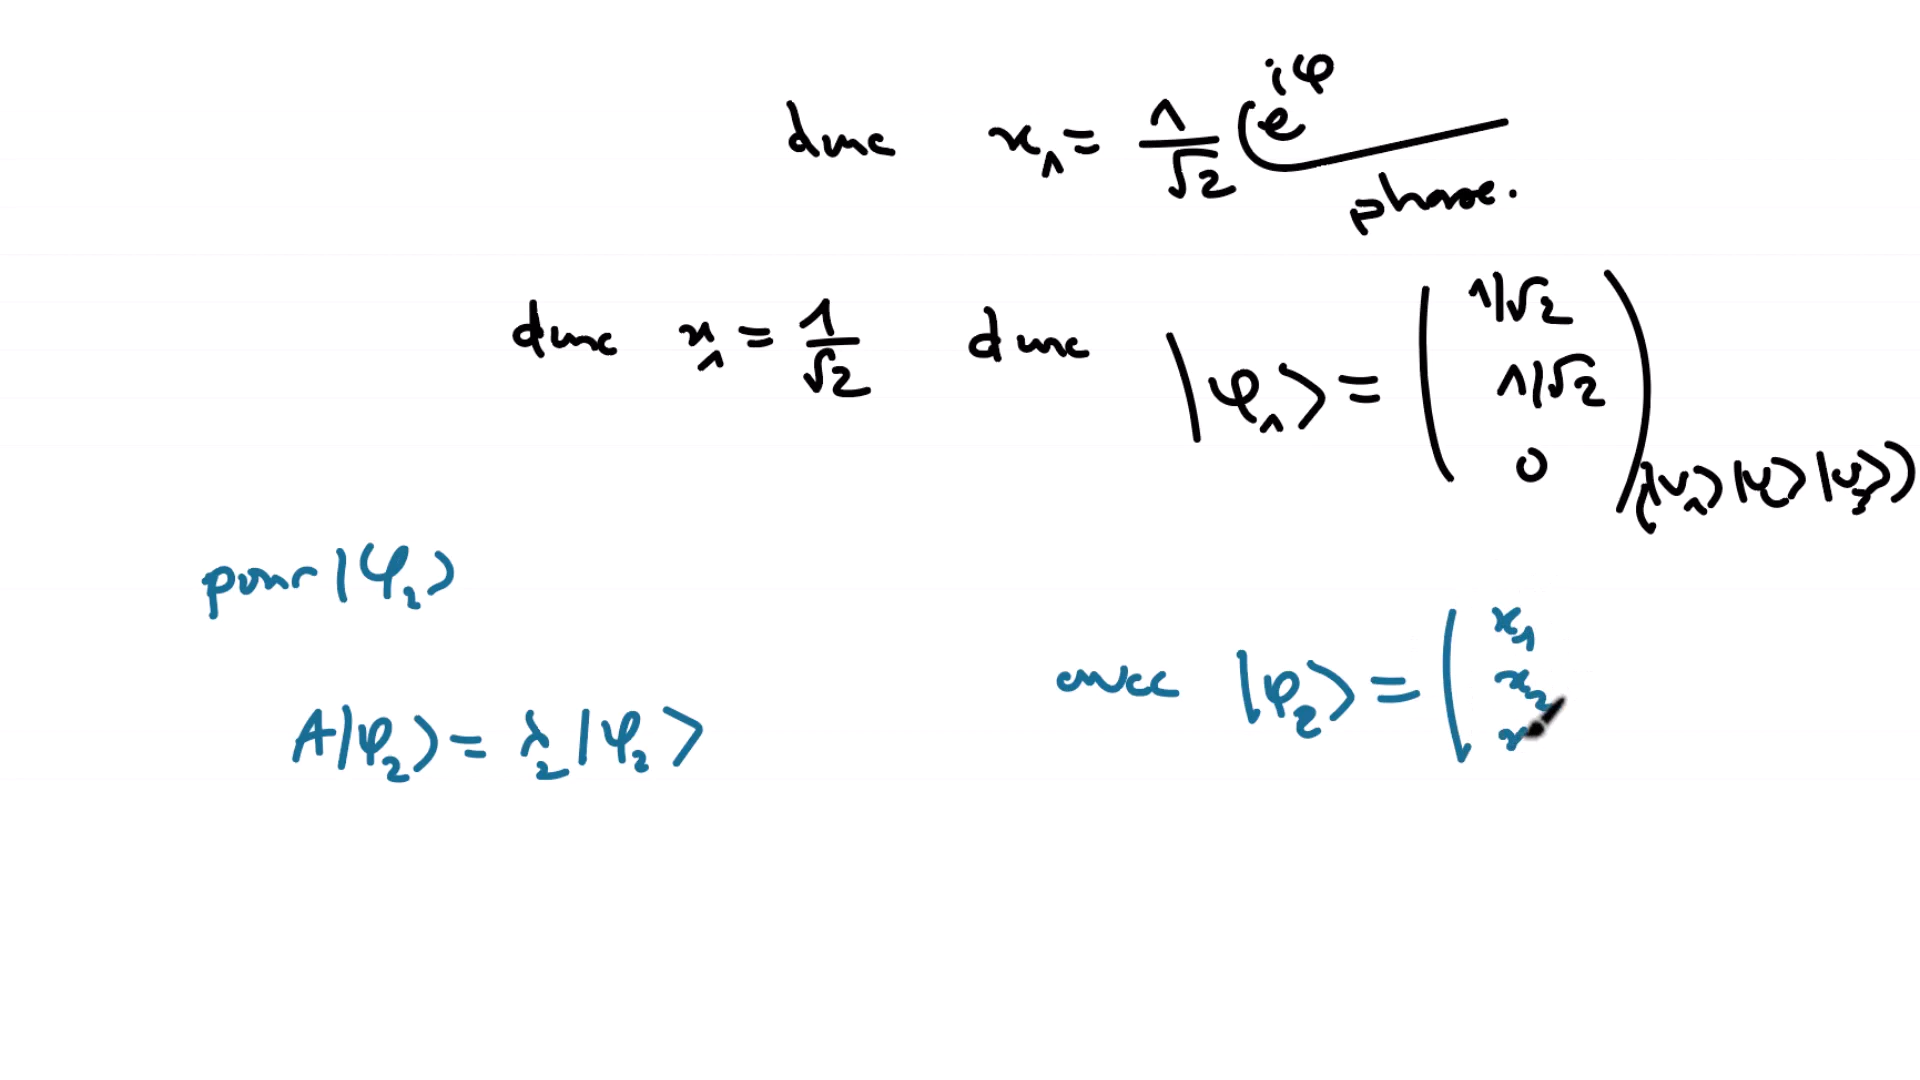 donc x₁ = 1/√2 e^{iφ}
phase.
donc x₁ = 1/√2 donc |φ₁⟩ = (1/√2 1/√2 0)(|v₁⟩ |v₂⟩ |v₃⟩)
pour |φ₂⟩
A|φ₂⟩ = λ₂ |φ₂⟩ avec |φ₂⟩ = (x₁ x₂ x